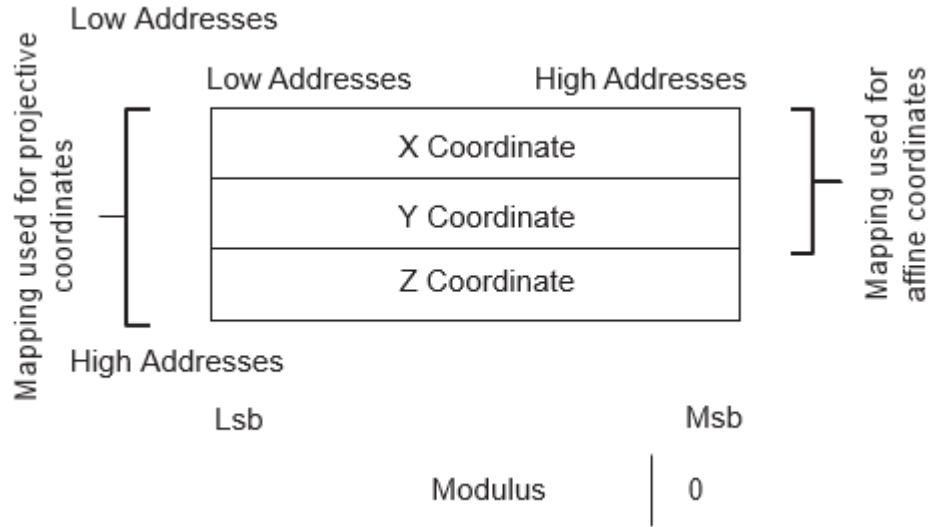 Low Addresses
Low Addresses
High Addresses
Mapping used for projective
coordinates
X Coordinate
Y Coordinate
Z Coordinate
Mapping used for
affine coordinates
High Addresses
Lsb
Msb
Modulus
0